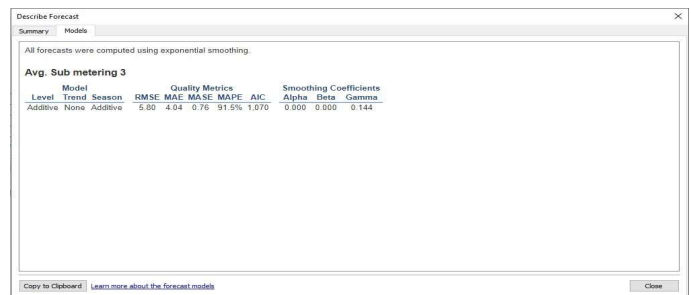 Describe Forecast
Summary Models
All forecasts were computed using exponential smoothing.
Avg. Sub metering 3
Model Quality Metrics Smoothing Coefficients
Level Trend Season RMSE MAE MASE MAPE AIC Alpha Beta Gamma
Additive None Additive 5.80 4.04 0.76 91.5% 1,070 0.000 0.000 0.144
Copy to Clipboard Learn more about the forecast models Close